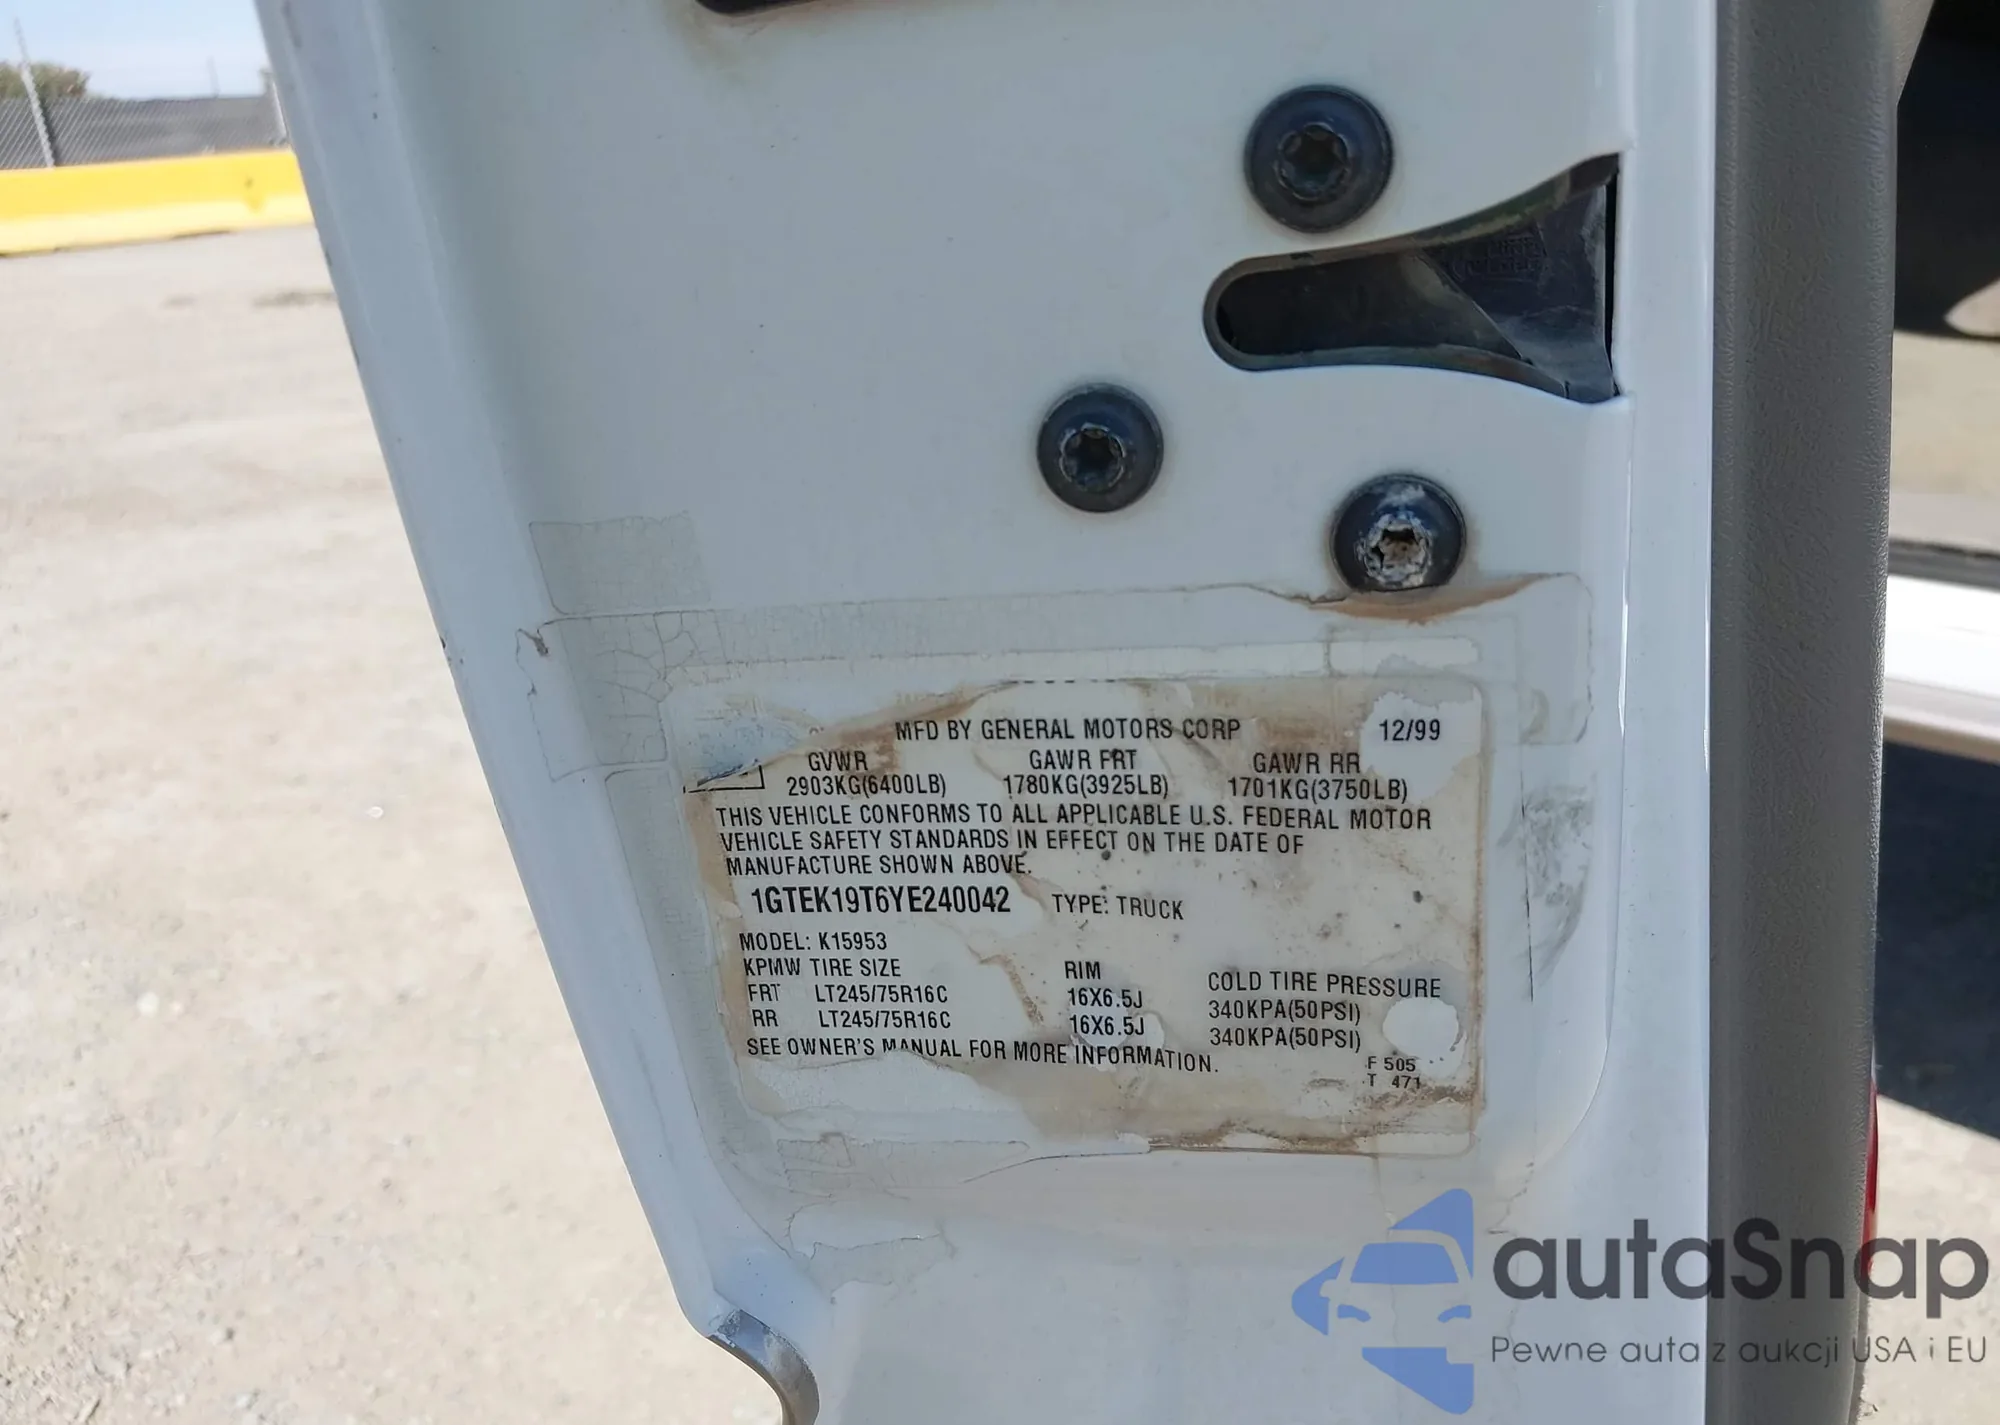 MFD BY GENERAL MOTORS CORP 12/99
GVWR GAWR FRT GAWR RR
2903KG(6400LB) 1780KG(3925LB) 1701KG(3750LB)
THIS VEHICLE CONFORMS TO ALL APPLICABLE U.S. FEDERAL MOTOR
VEHICLE SAFETY STANDARDS IN EFFECT ON THE DATE OF
MANUFACTURE SHOWN ABOVE.
1GTEK19T6YE240042 TYPE: TRUCK
MODEL: K15953
KPMW TIRE SIZE RIM COLD TIRE PRESSURE
FRT LT245/75R16C 16X6.5J 340KPA(50PSI)
RR LT245/75R16C 16X6.5J 340KPA(50PSI)
SEE OWNER'S MANUAL FOR MORE INFORMATION.
F 505
T 471
autaSnap
Pewne auta z aukcji USA i EU